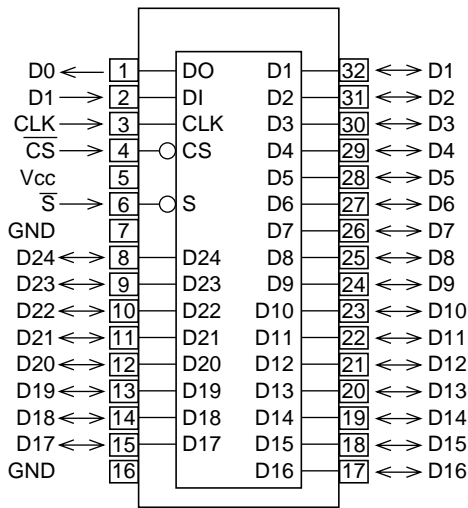 D0 1 DO D1 32 D1
D1 2 DI D2 31 D2
CLK 3 CLK D3 30 D3
CS 4 CS D4 29 D4
Vcc 5 D5 28 D5
S 6 S D6 27 D6
GND 7 D7 26 D7
D24 8 D24 D8 25 D8
D23 9 D23 D9 24 D9
D22 10 D22 D10 23 D10
D21 11 D21 D11 22 D11
D20 12 D20 D12 21 D12
D19 13 D19 D13 20 D13
D18 14 D18 D14 19 D14
D17 15 D17 D15 18 D15
GND 16 D16 17 D16